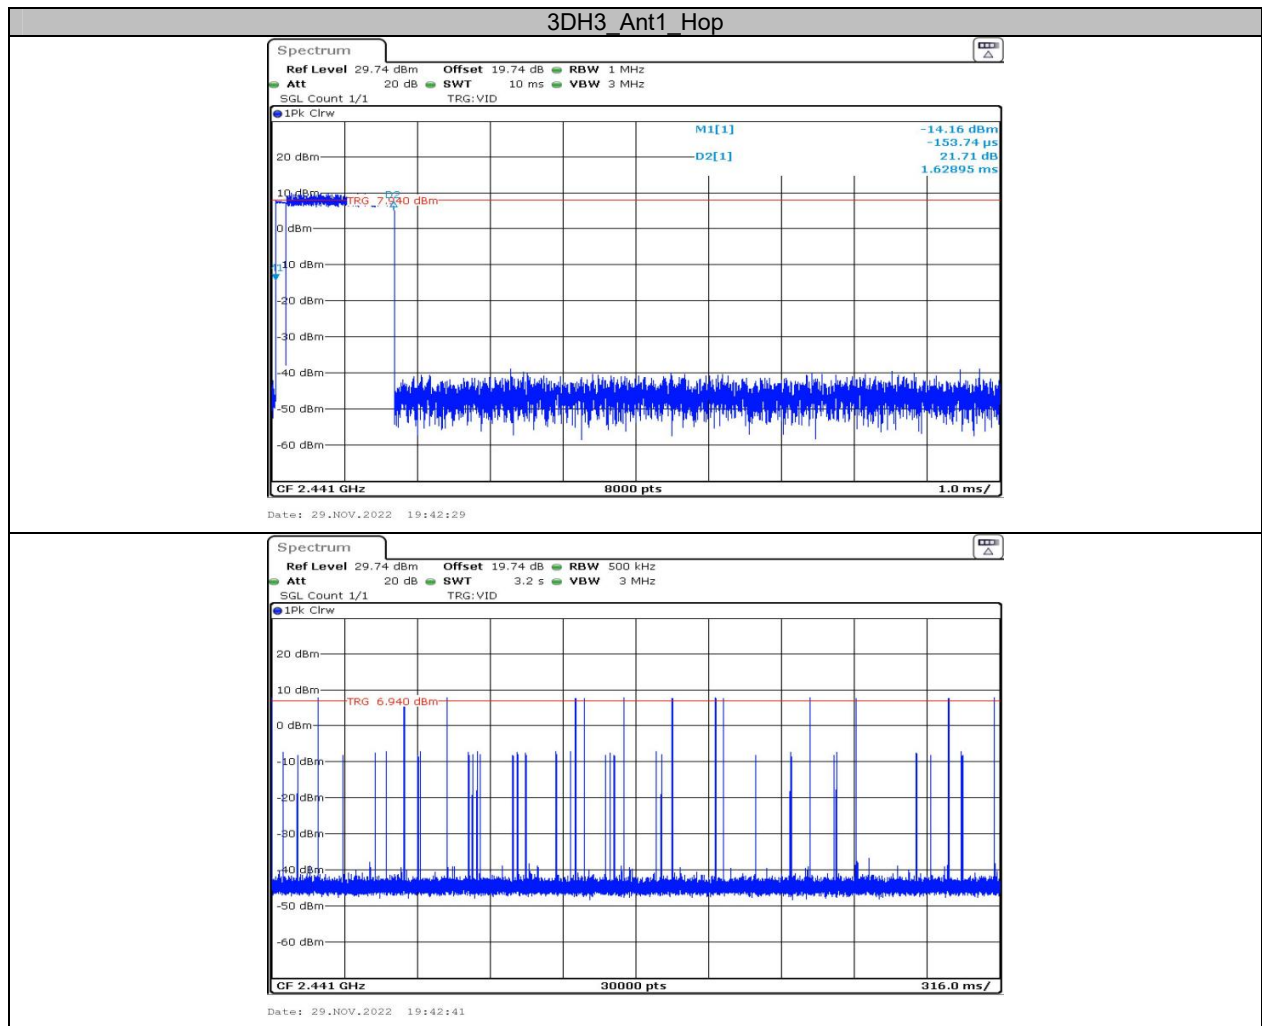 3DH3_Ant1_Hop
Spectrum
Ref Level 29.74 dBm Offset 19.74 dB RBW 1 MHz
Att 20 dB SWT 10 ms VBW 3 MHz
SGL Count 1/1 TRG:VID
1Pk Clrw
M1[1] -14.16 dBm
-153.74 µs
D2[1] 21.71 dB
1.62895 ms
20 dBm
10 dBm
D2
TRG 7.940 dBm
0 dBm
-10 dBm
-20 dBm
-30 dBm
-40 dBm
-50 dBm
-60 dBm
CF 2.441 GHz 8000 pts 1.0 ms/
Date: 29.NOV.2022 19:42:29
Spectrum
Ref Level 29.74 dBm Offset 19.74 dB RBW 500 kHz
Att 20 dB SWT 3.2 s VBW 3 MHz
SGL Count 1/1 TRG:VID
1Pk Clrw
20 dBm
10 dBm
TRG 6.940 dBm
0 dBm
-10 dBm
-20 dBm
-30 dBm
-40 dBm
-50 dBm
-60 dBm
CF 2.441 GHz 30000 pts 316.0 ms/
Date: 29.NOV.2022 19:42:41